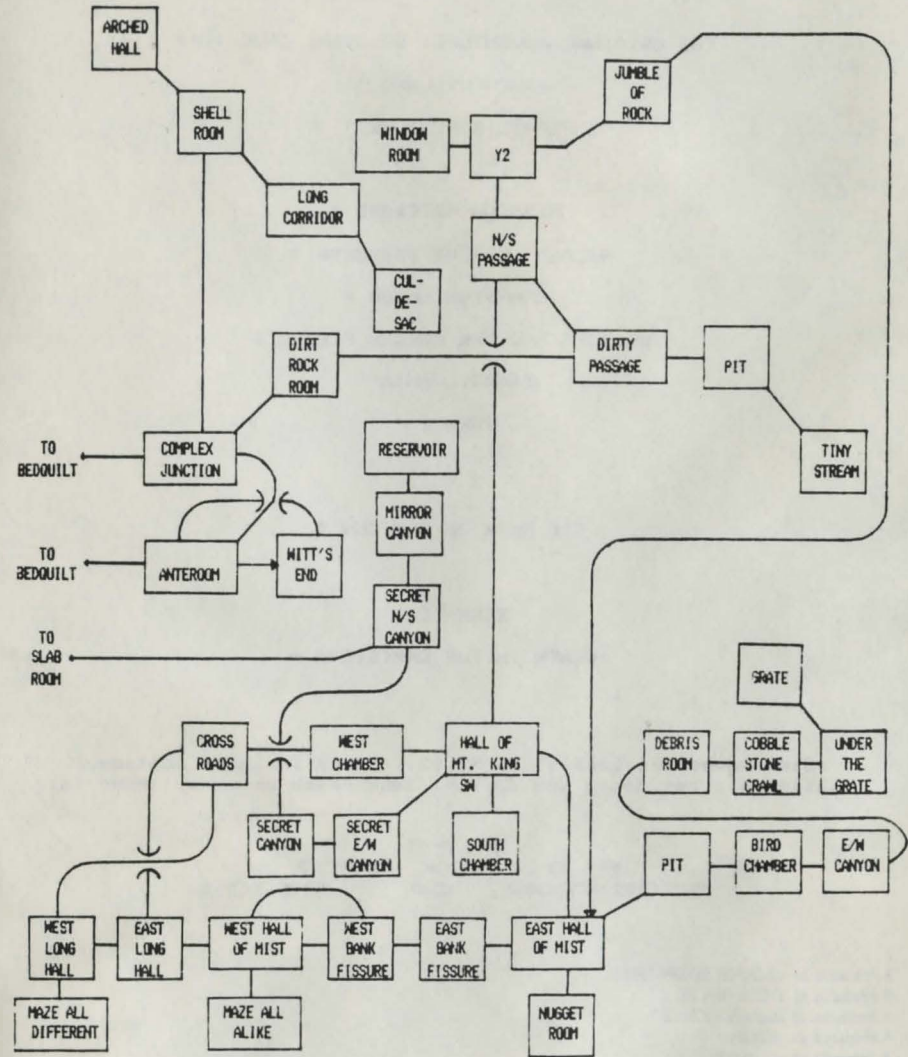 ARCHED
HALL
SHELL
ROOM
WINDOW
ROOM
Y2
JUMBLE
OF
ROCK
LONG
CORRIDOR
N/S
PASSAGE
CUL-
DE-
SAC
DIRT
ROCK
ROOM
DIRTY
PASSAGE
PIT
TO
BEDQUILT
COMPLEX
JUNCTION
RESERVOIR
TINY
STREAM
MIRROR
CANYON
TO
BEDQUILT
ANTEROOM
WITT'S
END
SECRET
N/S
CANYON
TO
SLAB
ROOM
GRATE
CROSS
ROADS
WEST
CHAMBER
HALL OF
MT. KING
SW
DEBRIS
ROOM
COBBLE
STONE
CRAWL
UNDER
THE
GRATE
SECRET
CANYON
SECRET
E/W
CANYON
SOUTH
CHAMBER
PIT
BIRD
CHAMBER
E/W
CANYON
WEST
LONG
HALL
EAST
LONG
HALL
WEST HALL
OF MIST
WEST
BANK
FISSURE
EAST
BANK
FISSURE
EAST HALL
OF MIST
MAZE ALL
DIFFERENT
MAZE ALL
ALIKE
NUGGET
ROOM